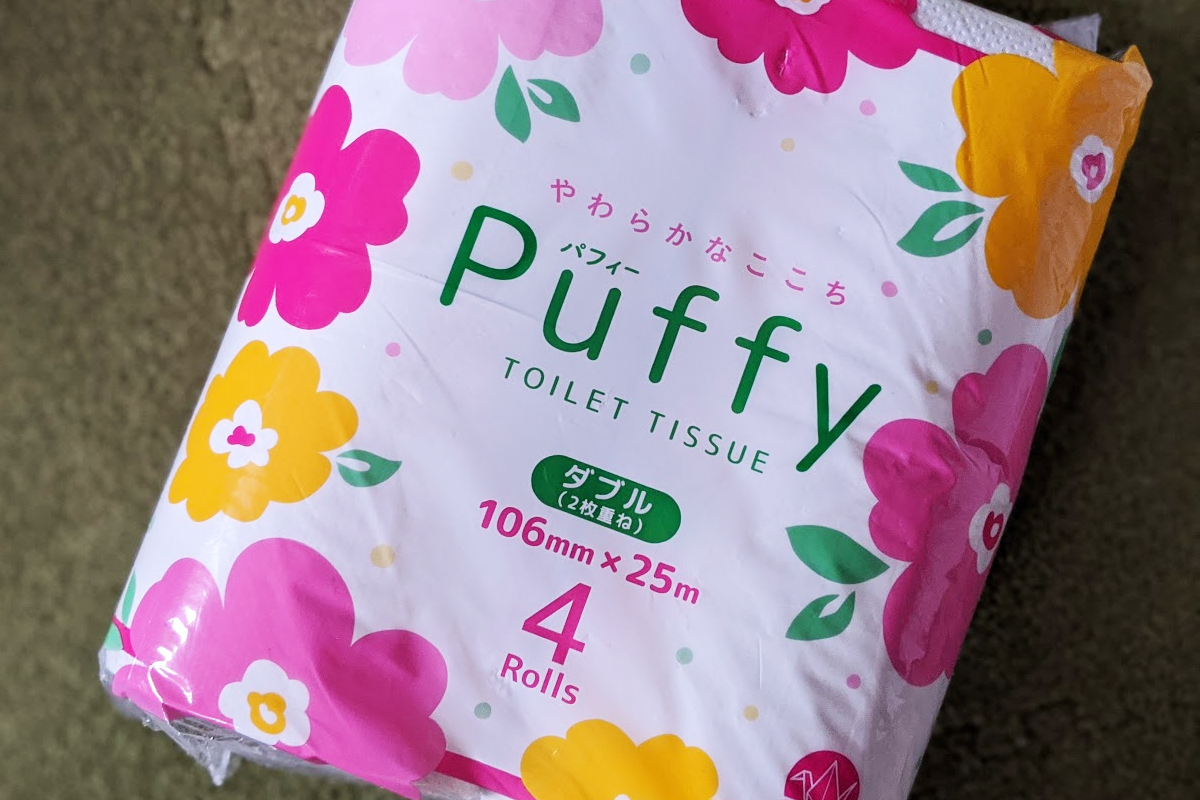 やわらかなここち
パフィー
Puffy
TOILET TISSUE
ダブル
(2枚重ね)
106mm×25m
4
Rolls